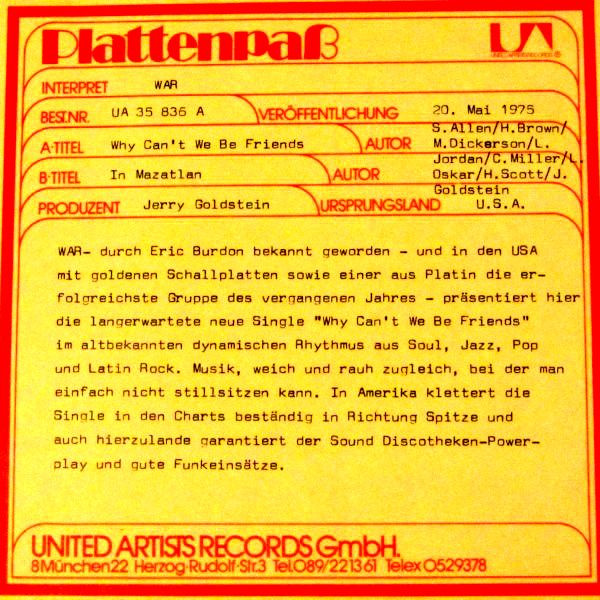 Plattenpaß
UA
UNITED ARTISTS RECORDS ®
INTERPRET WAR
BEST.NR. UA 35 836 A VERÖFFENTLICHUNG 20. Mai 1975
A-TITEL Why Can't We Be Friends AUTOR S.Allen/H.Brown/
M.Dickerson/L.
Jordan/C.Miller/L.
B-TITEL In Mazatlan AUTOR Oskar/H.Scott/J.
Goldstein
PRODUZENT Jerry Goldstein URSPRUNGSLAND U.S.A.
WAR- durch Eric Burdon bekannt geworden - und in den USA
mit goldenen Schallplatten sowie einer aus Platin die er-
folgreichste Gruppe des vergangenen Jahres - präsentiert hier
die langerwartete neue Single "Why Can't We Be Friends"
im altbekannten dynamischen Rhythmus aus Soul, Jazz, Pop
und Latin Rock. Musik, weich und rauh zugleich, bei der man
einfach nicht stillsitzen kann. In Amerika klettert die
Single in den Charts beständig in Richtung Spitze und
auch hierzulande garantiert der Sound Discotheken-Power-
play und gute Funkeinsätze.
UNITED ARTISTS RECORDS GmbH.
8 München 22 Herzog-Rudolf-Str.3 Tel.089/221361 Telex 0529378